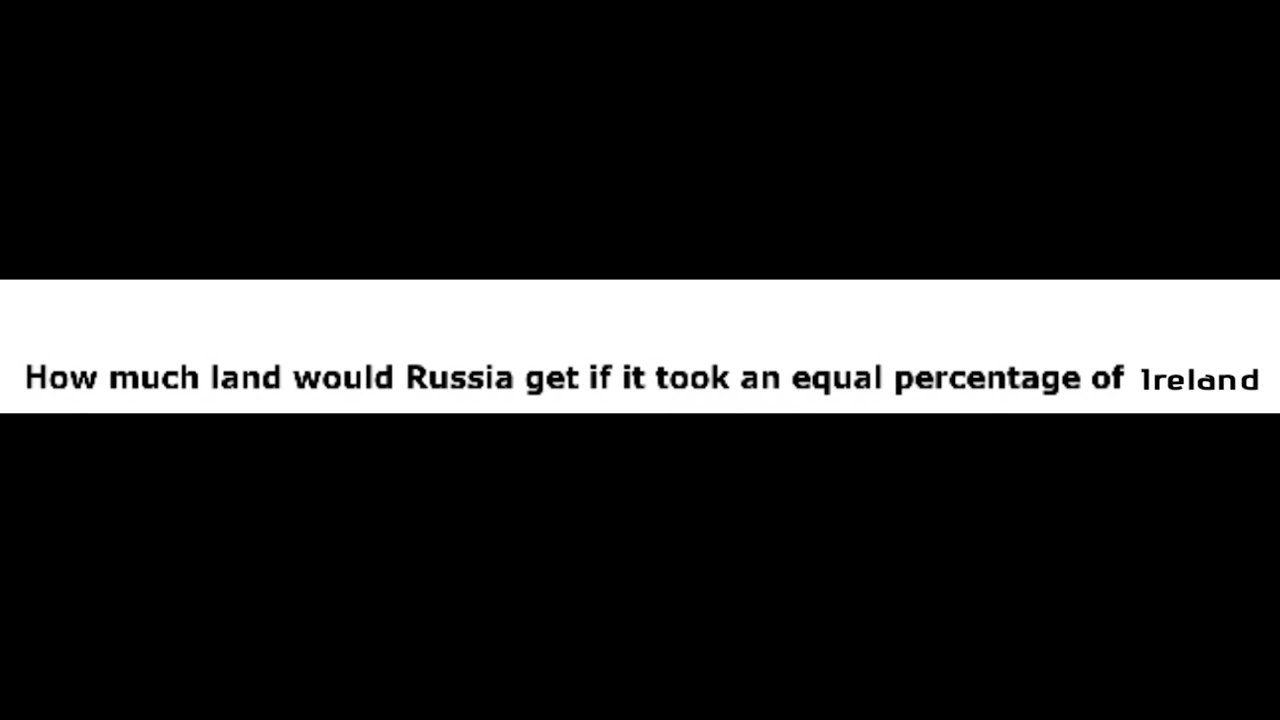 How much land would Russia get if it took an equal percentage of Ireland